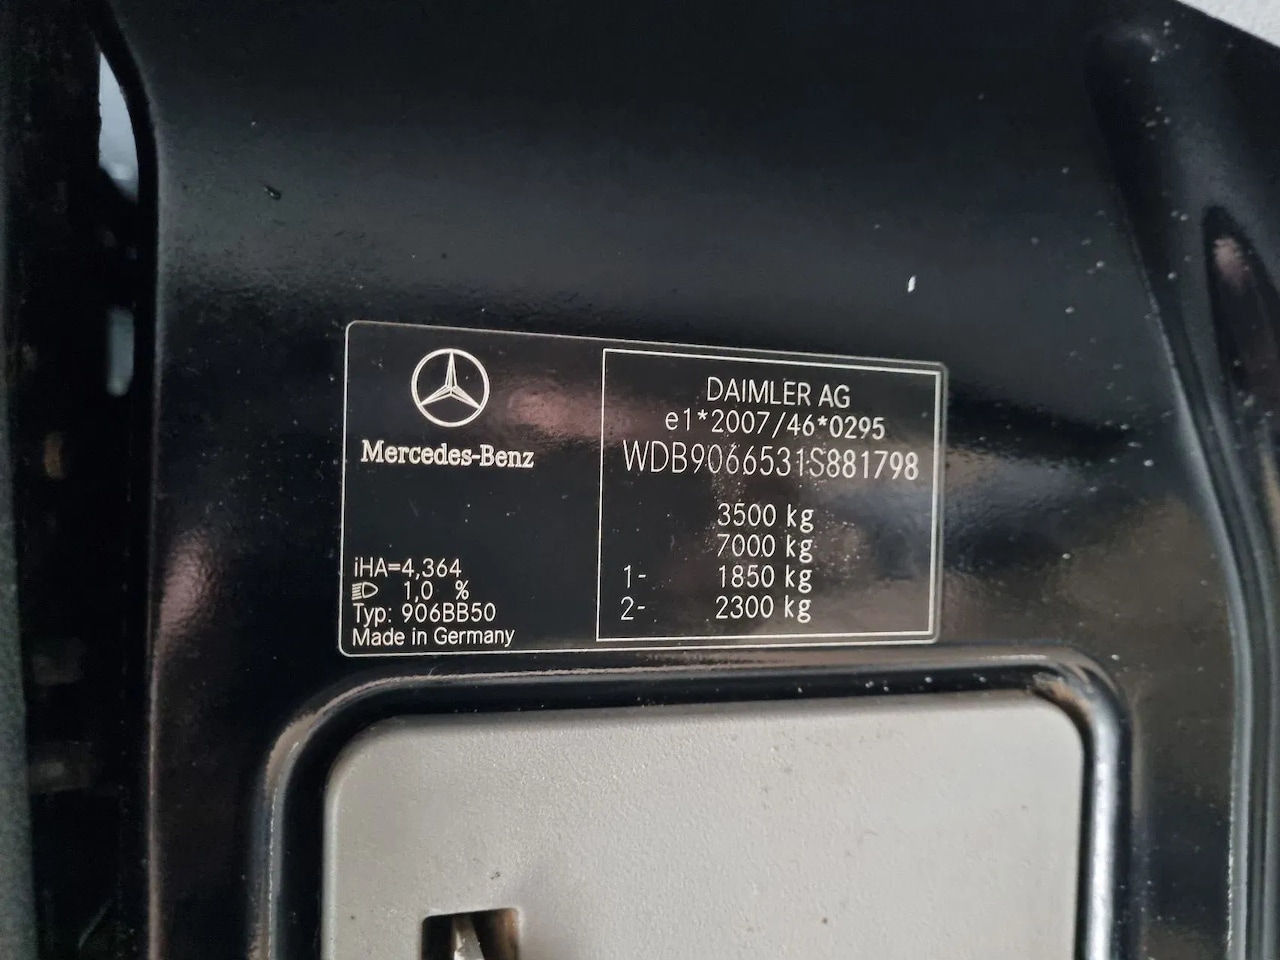 Mercedes-Benz
iHA=4,364
1,0 %
Typ: 906BB50
Made in Germany
DAIMLER AG
e1*2007/46*0295
WDB9066531S881798
3500 kg
7000 kg
1- 1850 kg
2- 2300 kg